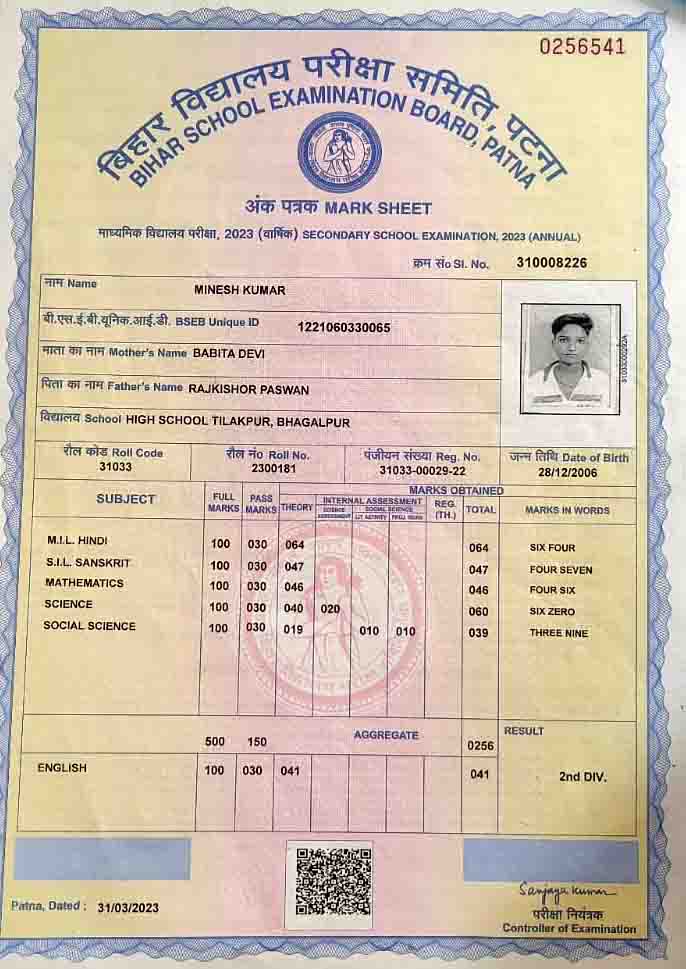 0256541
बिहार विद्यालय परीक्षा समिति, पटना
BIHAR SCHOOL EXAMINATION BOARD, PATNA
अंक पत्रक MARK SHEET
माध्यमिक विद्यालय परीक्षा, 2023 (वार्षिक) SECONDARY SCHOOL EXAMINATION, 2023 (ANNUAL)
क्रम सं० Sl. No. 310008226
नाम Name MINESH KUMAR
बी.एस.ई.बी.यूनिक.आई.डी. BSEB Unique ID 1221060330065
माता का नाम Mother's Name BABITA DEVI
पिता का नाम Father's Name RAJKISHOR PASWAN
विद्यालय School HIGH SCHOOL TILAKPUR, BHAGALPUR
रौल कोड Roll Code रौल नं० Roll No. पंजीयन संख्या Reg. No. जन्म तिथि Date of Birth
31033 2300181 31033-00029-22 28/12/2006
SUBJECT FULL MARKS PASS MARKS MARKS OBTAINED
THEORY INTERNAL ASSESSMENT REG. (TH.) TOTAL MARKS IN WORDS
SCIENCE SOCIAL SCIENCE
M.I.L. HINDI 100 030 064 064 SIX FOUR
S.I.L. SANSKRIT 100 030 047 047 FOUR SEVEN
MATHEMATICS 100 030 046 046 FOUR SIX
SCIENCE 100 030 040 020 060 SIX ZERO
SOCIAL SCIENCE 100 030 019 010 010 039 THREE NINE
500 150 AGGREGATE 0256 RESULT
ENGLISH 100 030 041 041 2nd DIV.
Sanjaya Kumar
Patna, Dated : 31/03/2023
परीक्षा नियंत्रक
Controller of Examination